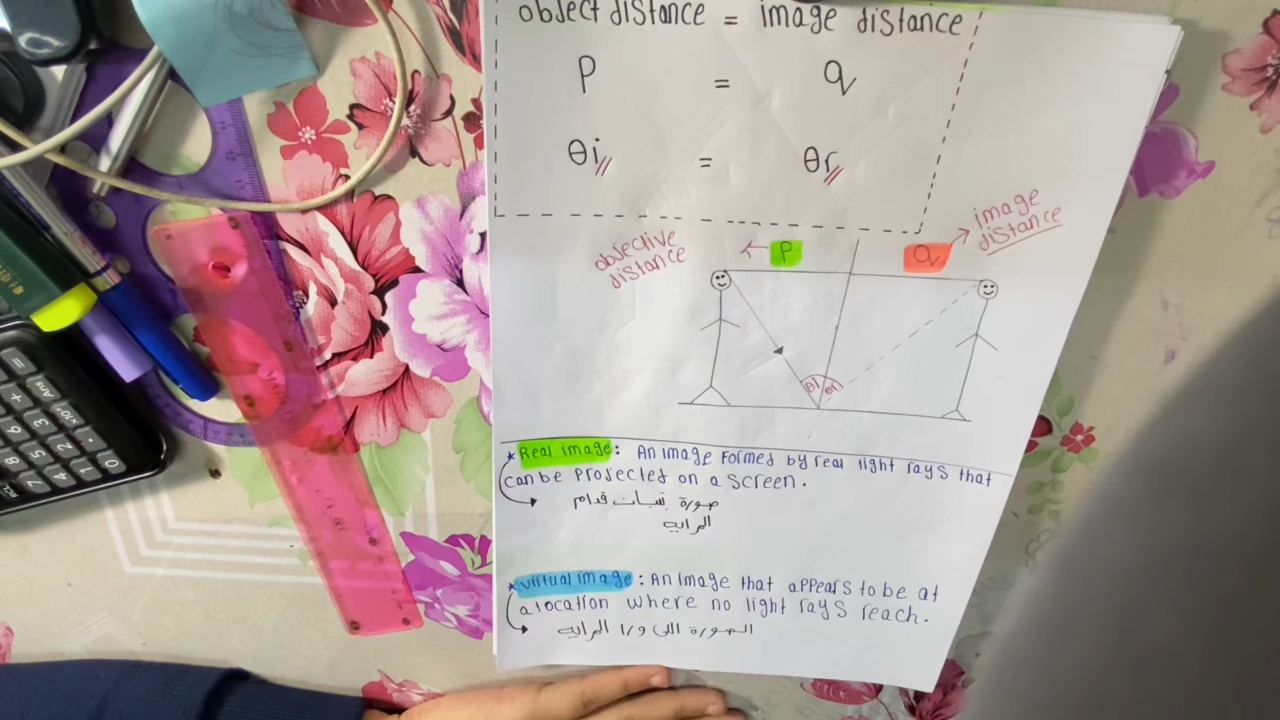 object distance = image distance
P = q
θi = θr
objective distance
P
q
image distance
θi θr
* Real image: An image formed by real light rays that
can be projected on a screen.
صورة تبان قدام
المرايه
* virtual image: An image that appears to be at
a location where no light rays reach.
الصورة اللي ورا المرايه